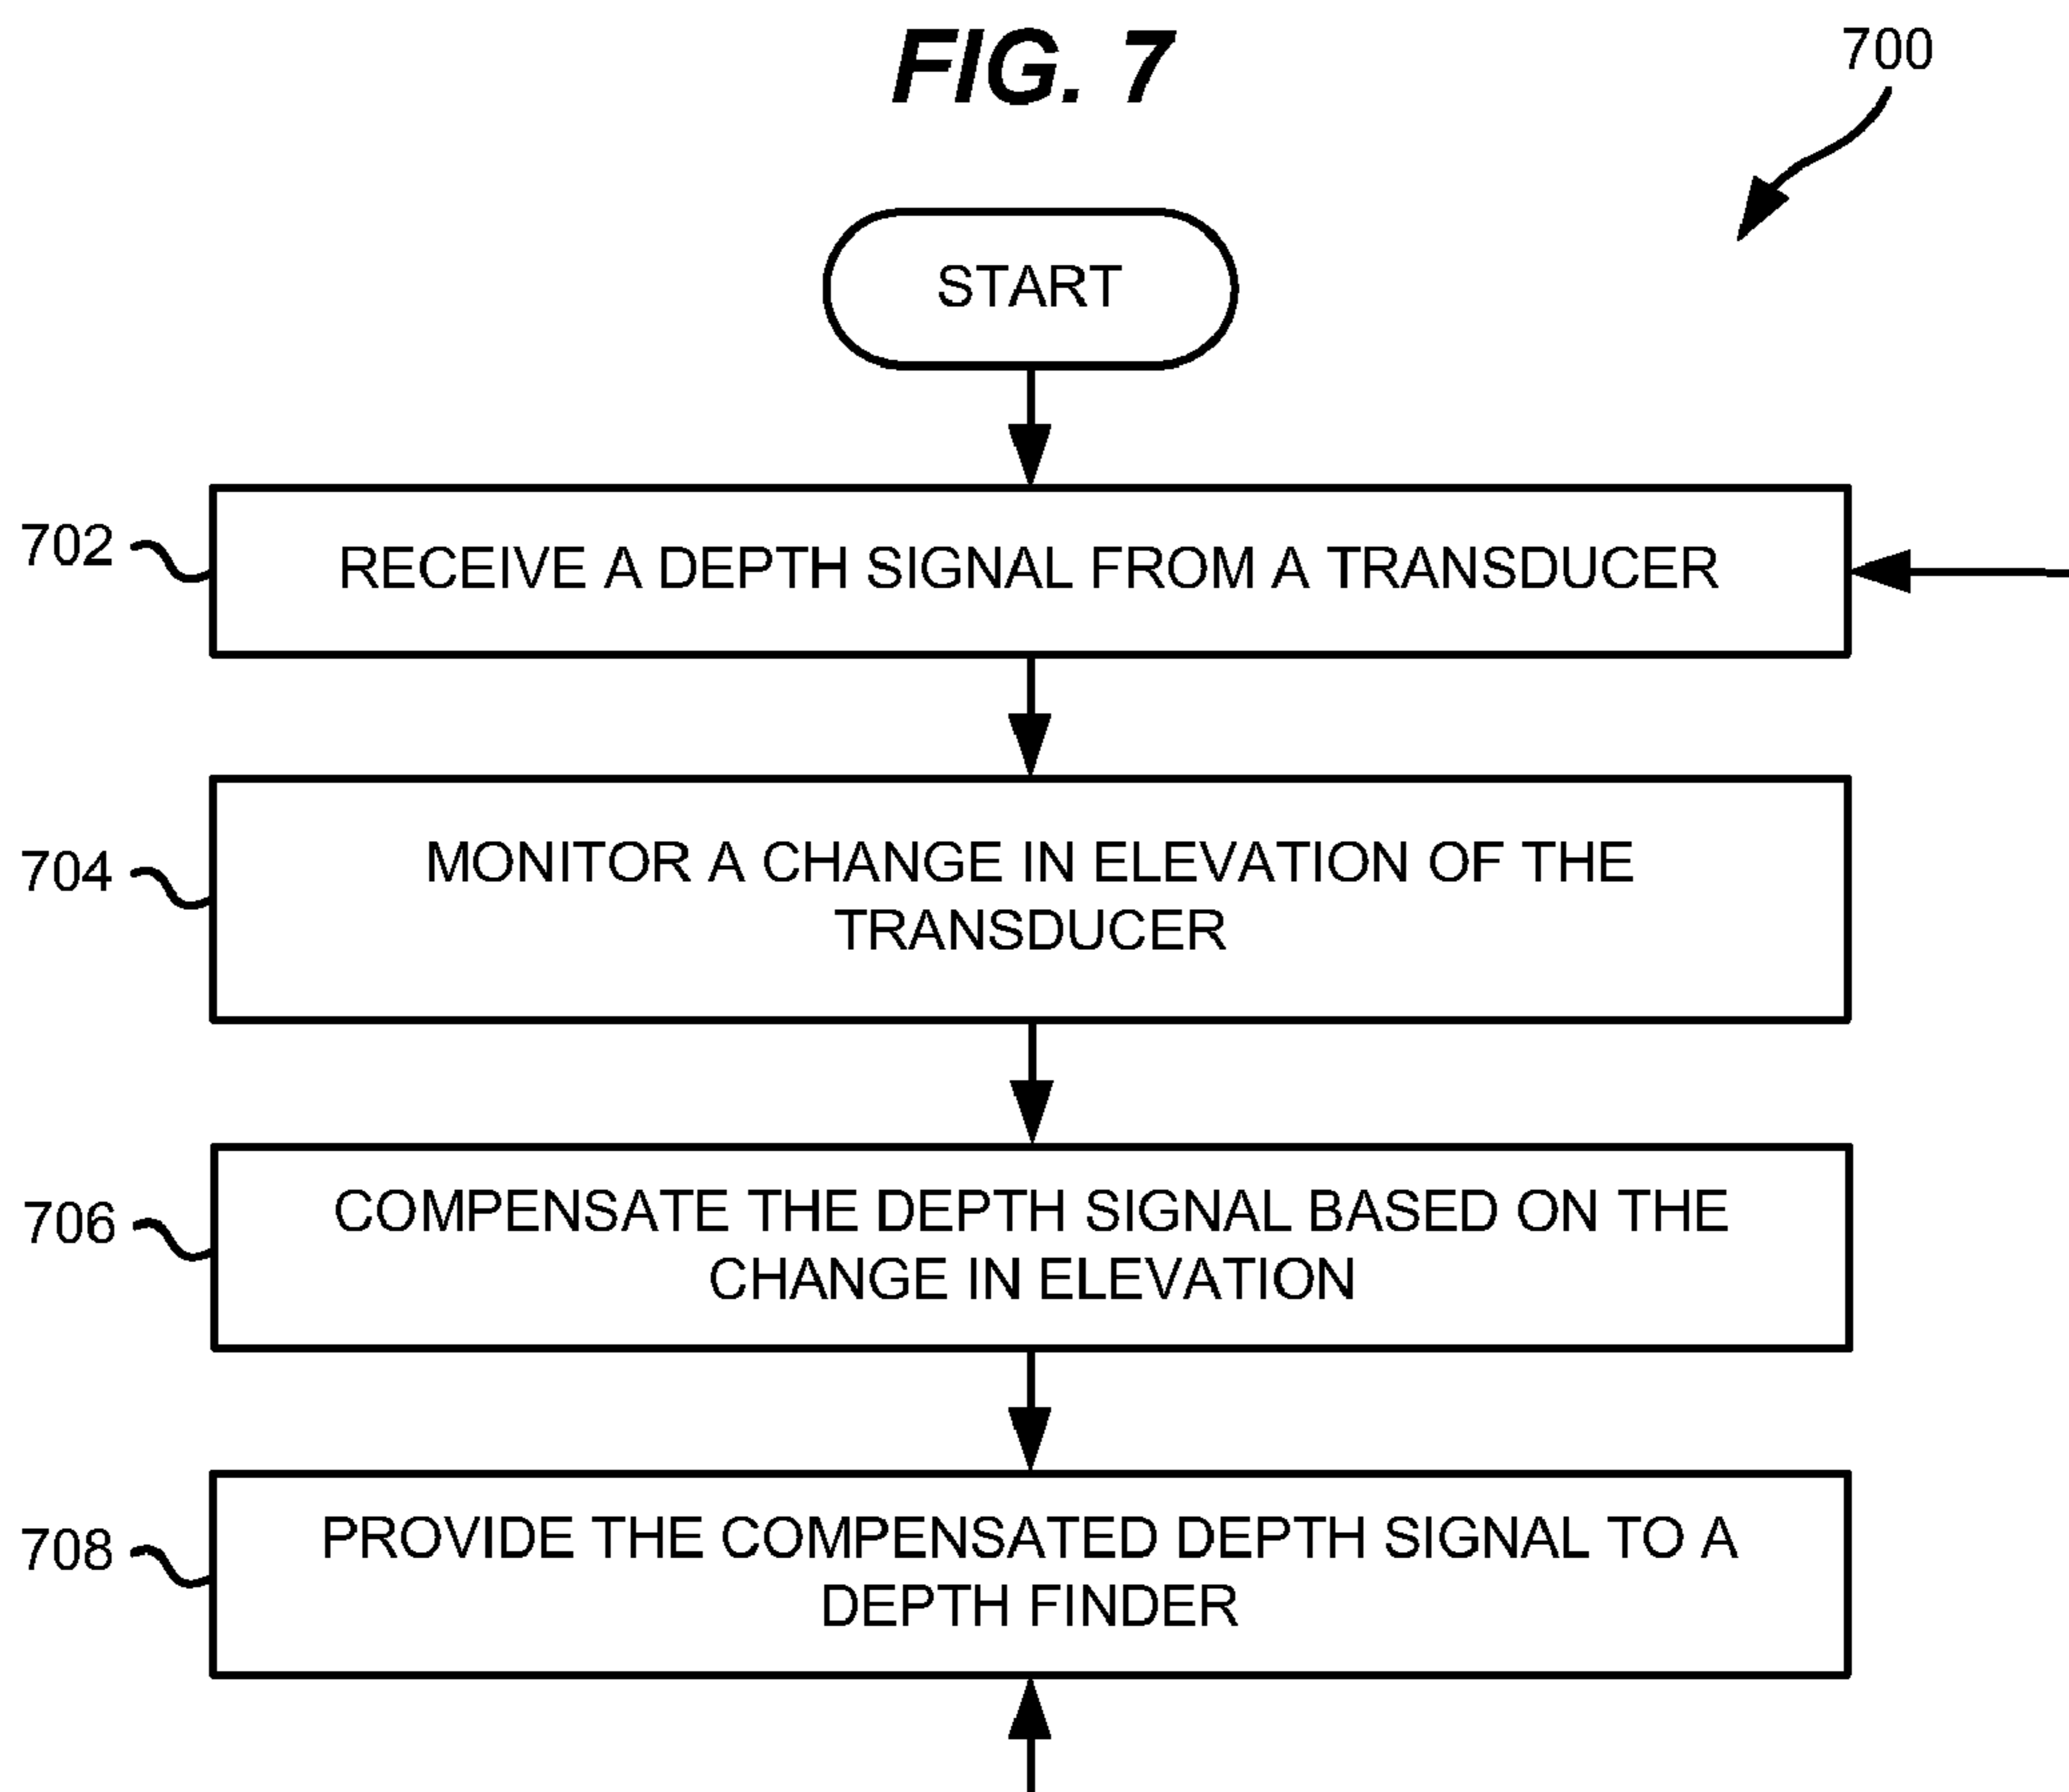 FIG. 7
700
START
702
RECEIVE A DEPTH SIGNAL FROM A TRANSDUCER
704
MONITOR A CHANGE IN ELEVATION OF THE
TRANSDUCER
706
COMPENSATE THE DEPTH SIGNAL BASED ON THE
CHANGE IN ELEVATION
708
PROVIDE THE COMPENSATED DEPTH SIGNAL TO A
DEPTH FINDER